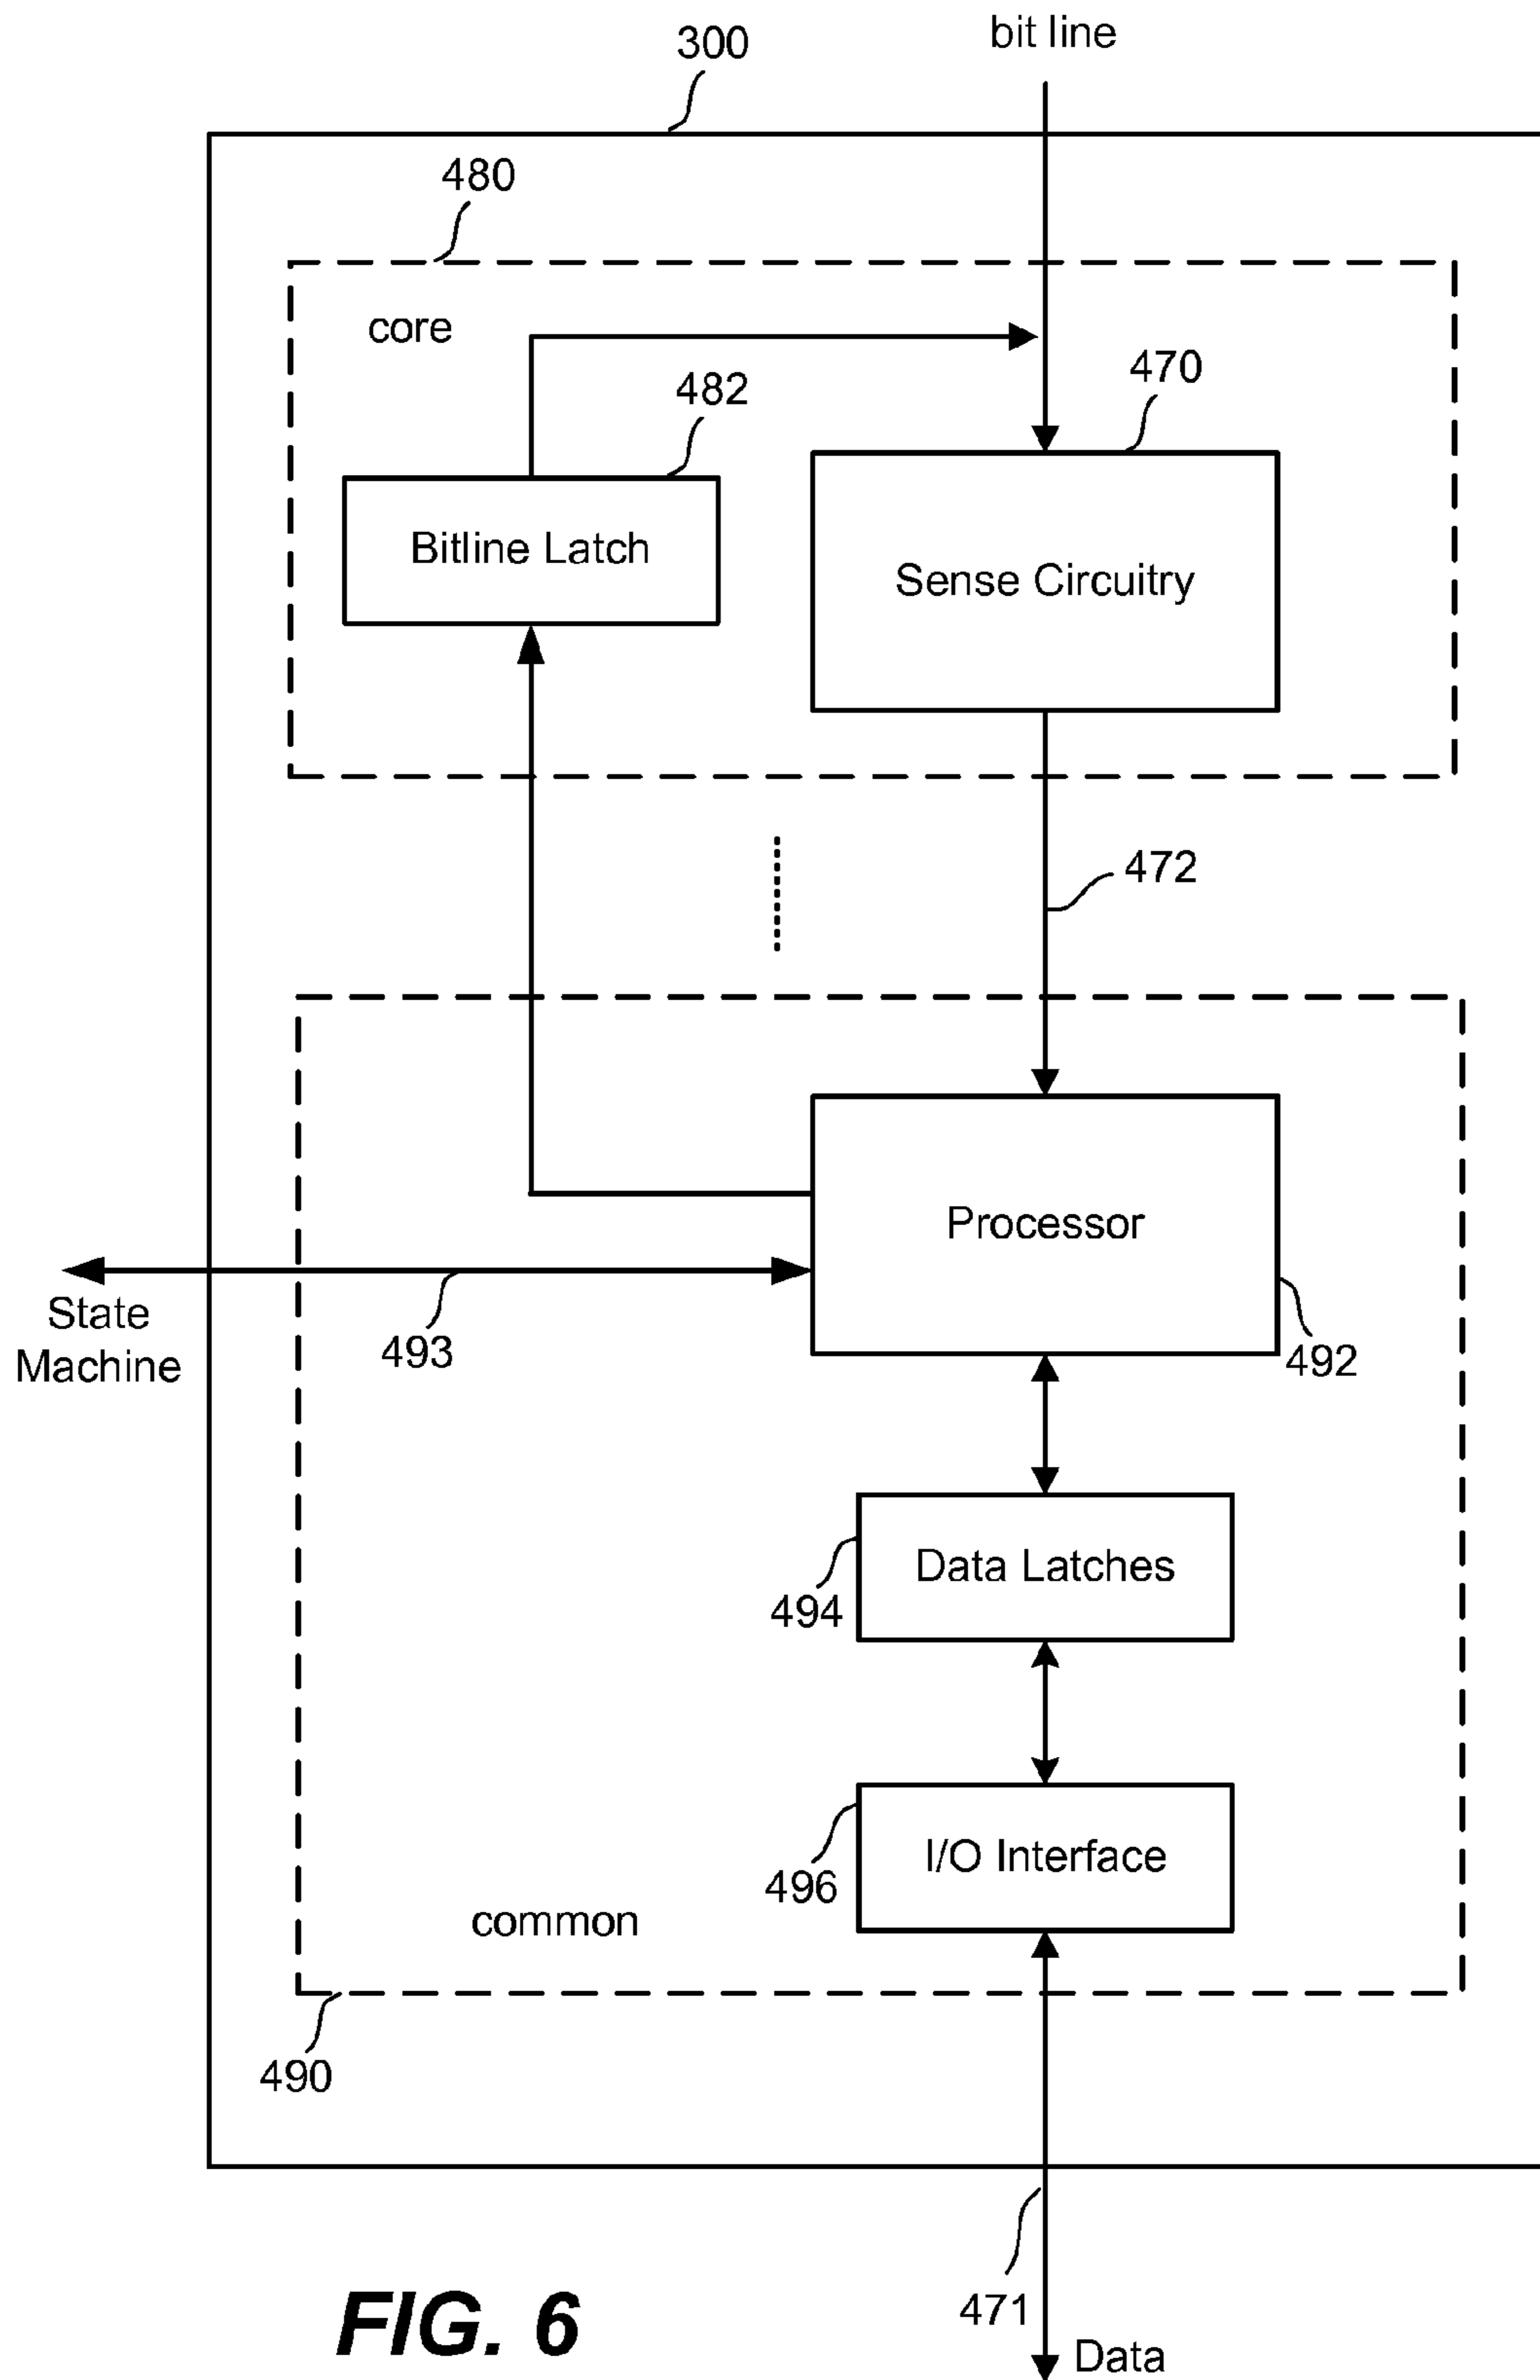 bit line
300
480
core
470
482
Bitline Latch
Sense Circuitry
472
Processor
State
Machine
493
492
Data Latches
494
I/O Interface
496
common
490
471
FIG. 6
Data